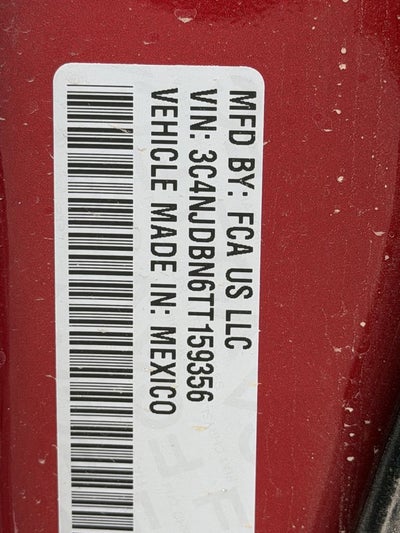 MFD BY: FCA US LLC
VIN: 3C4NJDBN6TT159356
VEHICLE MADE IN: MEXICO